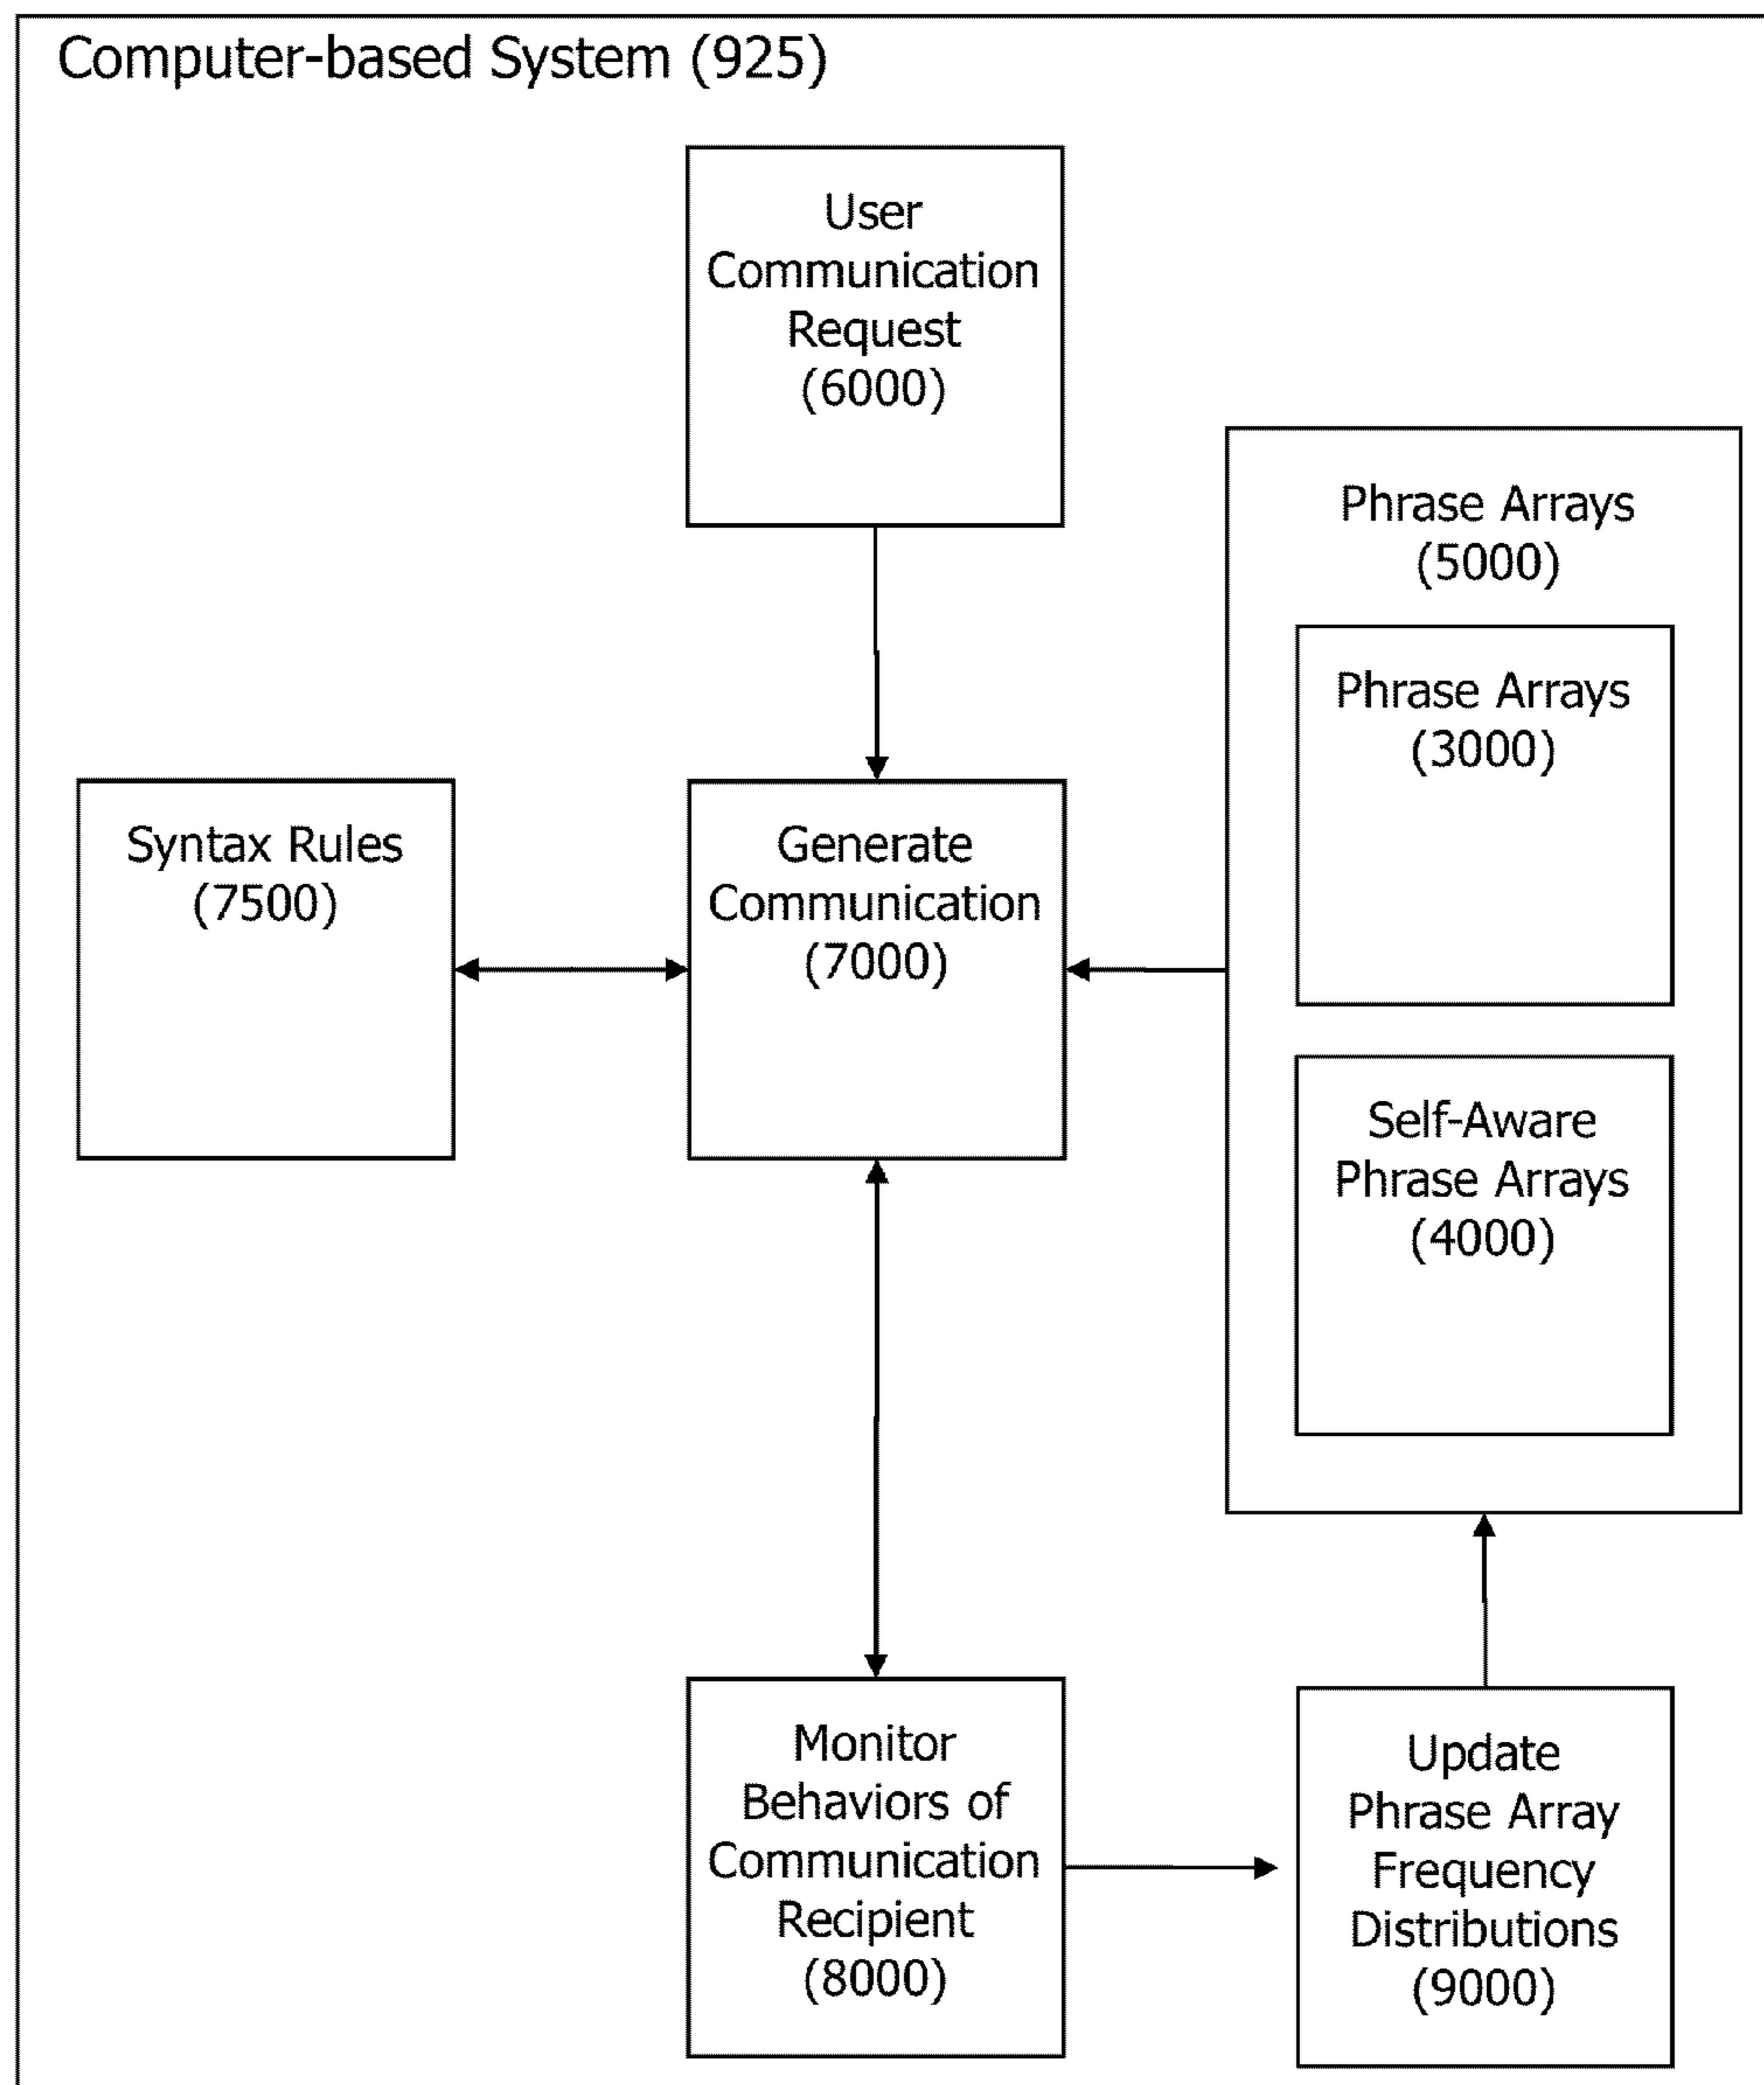 Computer-based System (925)
User
Communication
Request
(6000)
Phrase Arrays
(5000)
Phrase Arrays
(3000)
Syntax Rules
(7500)
Generate
Communication
(7000)
Self-Aware
Phrase Arrays
(4000)
Monitor
Behaviors of
Communication
Recipient
(8000)
Update
Phrase Array
Frequency
Distributions
(9000)